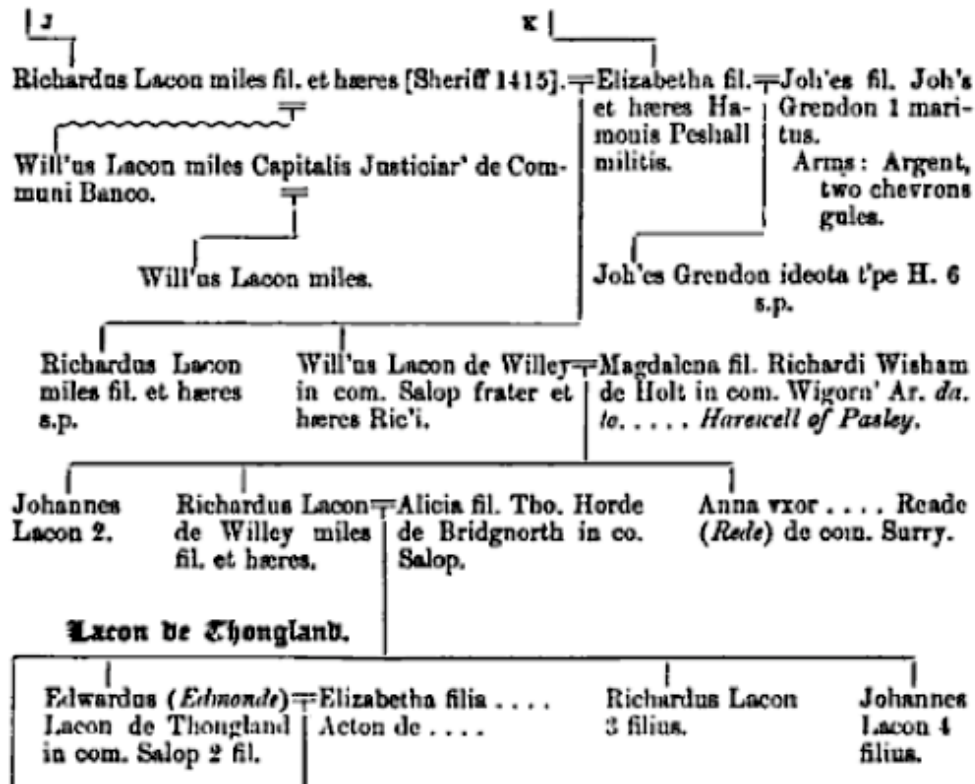 J
K
Richardus Lacon miles fil. et hæres [Sheriff 1415].
Elizabetha fil.
et hæres Ha-
monis Peshall
militis.
Joh'es fil. Joh's
Grendon 1 mari-
tus.
Arms: Argent,
two chevrons
gules.
Will'us Lacon miles Capitalis Justiciar' de Com-
muni Banco.
Will'us Lacon miles.
Joh'es Grendon ideota t'pe H. 6
s.p.
Richardus Lacon
miles fil. et hæres
s.p.
Will'us Lacon de Willey
in com. Salop frater et
hæres Ric'i.
Magdalena fil. Richardi Wisham
de Holt in com. Wigorn' Ar. da.
to..... Harewell of Pasley.
Johannes
Lacon 2.
Richardus Lacon
de Willey miles
fil. et hæres.
Alicia fil. Tho. Horde
de Bridgnorth in co.
Salop.
Anna vxor .... Reade
(Rede) de com. Surry.
Lacon de Thongland.
Edwardus (Edmonde)
Lacon de Thongland
in com. Salop 2 fil.
Elizabetha filia ....
Acton de ....
Richardus Lacon
3 filius.
Johannes
Lacon 4
filius.